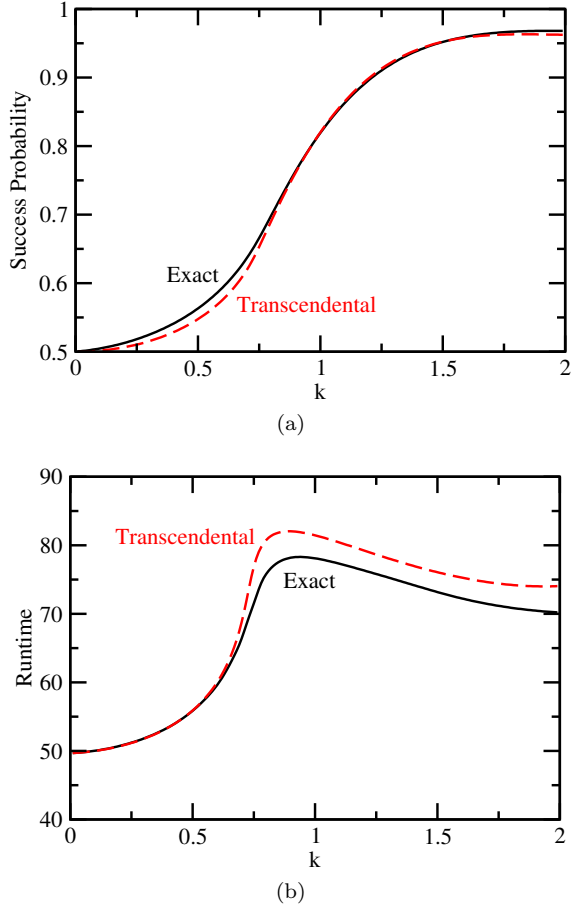 1
0.9
0.8
0.7
0.6
0.5
Success Probability
Exact
Transcendental
0
0.5
1
1.5
2
k
(a)
90
80
70
60
50
40
Runtime
Transcendental
Exact
0
0.5
1
1.5
2
k
(b)